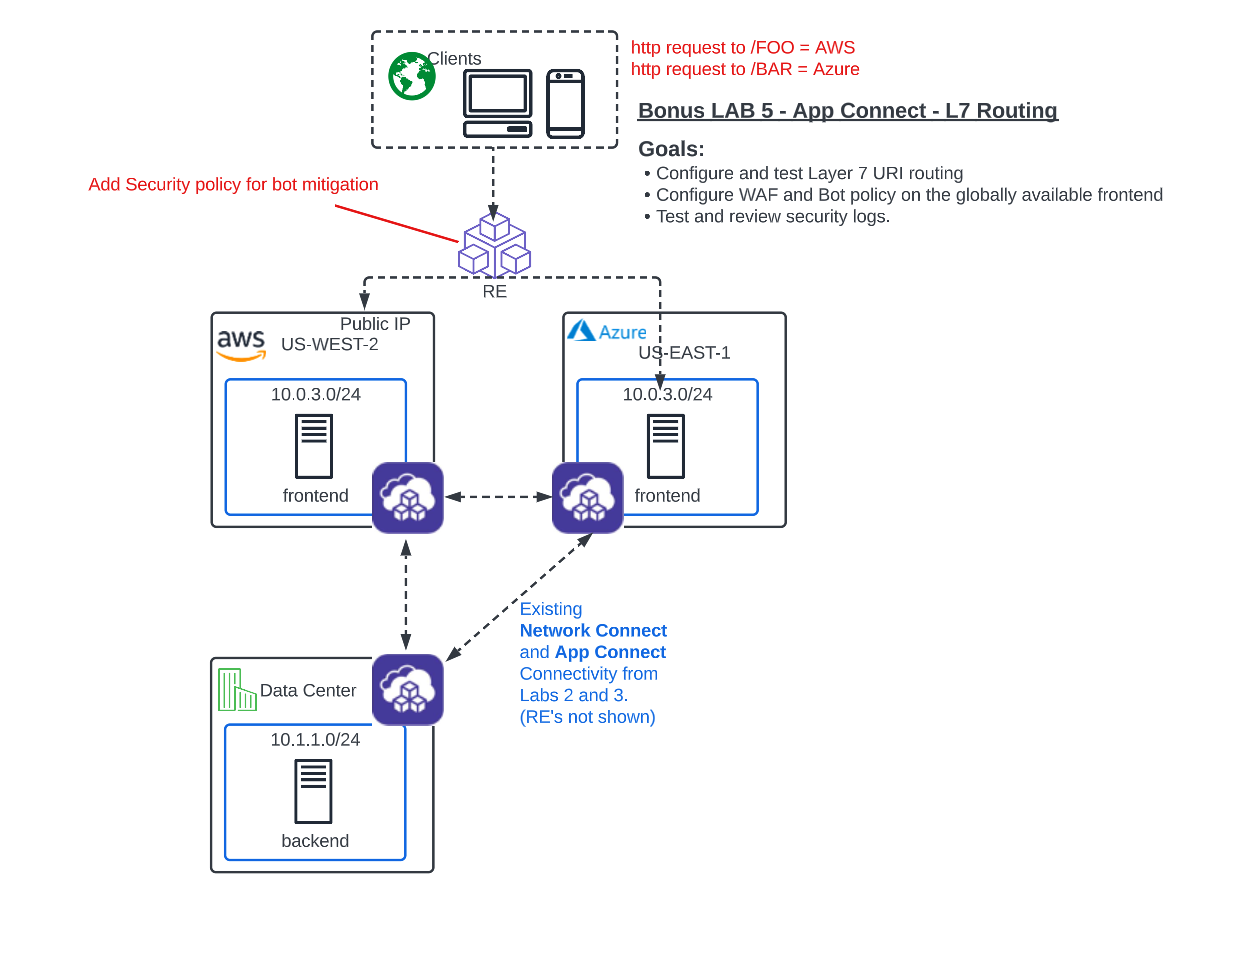 Clients
http request to /FOO = AWS
http request to /BAR = Azure
Bonus LAB 5 - App Connect - L7 Routing
Goals:
• Configure and test Layer 7 URI routing
• Configure WAF and Bot policy on the globally available frontend
• Test and review security logs.
Add Security policy for bot mitigation
RE
aws
Public IP
US-WEST-2
10.0.3.0/24
frontend
Azure
US-EAST-1
10.0.3.0/24
frontend
Existing
Network Connect
and App Connect
Connectivity from
Labs 2 and 3.
(RE's not shown)
Data Center
10.1.1.0/24
backend